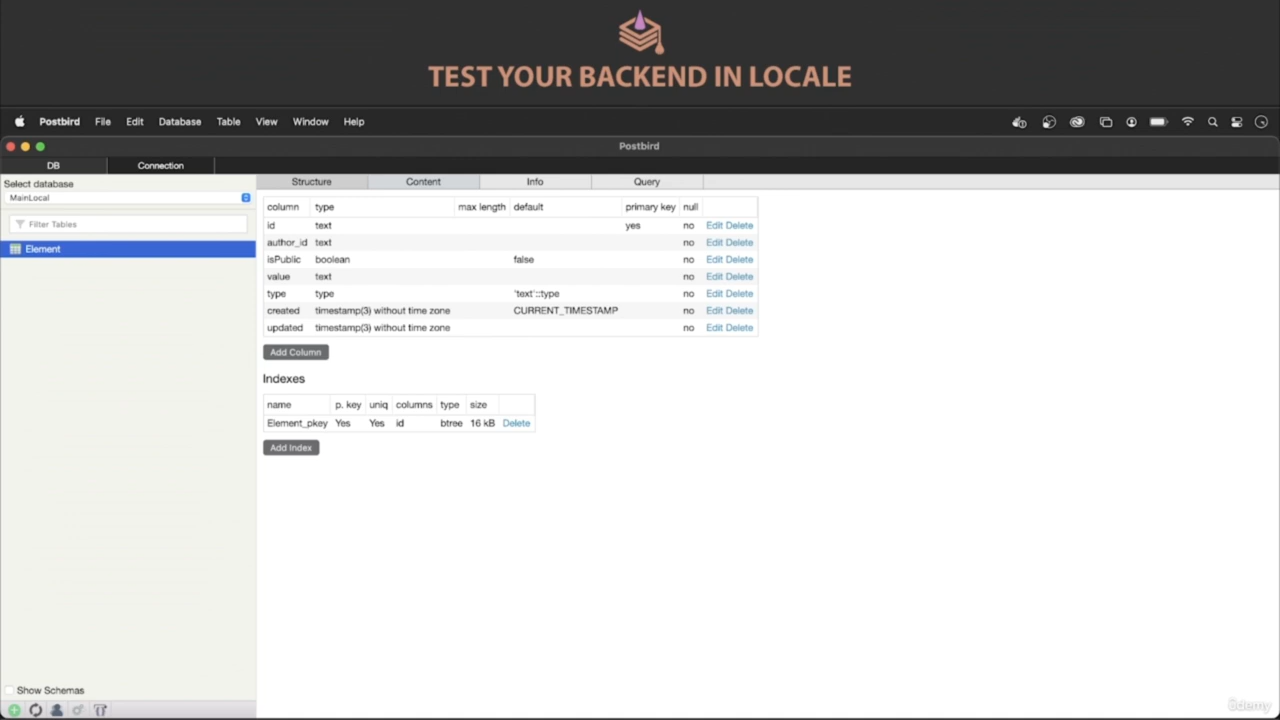 TEST YOUR BACKEND IN LOCALE
Postbird File Edit Database Table View Window Help
Postbird
DB Connection
Select database
MainLocal
Filter Tables
Element
Structure Content Info Query
column type max length default primary key null
id text yes no Edit Delete
author_id text no Edit Delete
isPublic boolean false no Edit Delete
value text no Edit Delete
type type 'text'::type no Edit Delete
created timestamp(3) without time zone CURRENT_TIMESTAMP no Edit Delete
updated timestamp(3) without time zone no Edit Delete
Add Column
Indexes
name p. key uniq columns type size
Element_pkey Yes Yes id btree 16 kB Delete
Add Index
Show Schemas
ûdemy